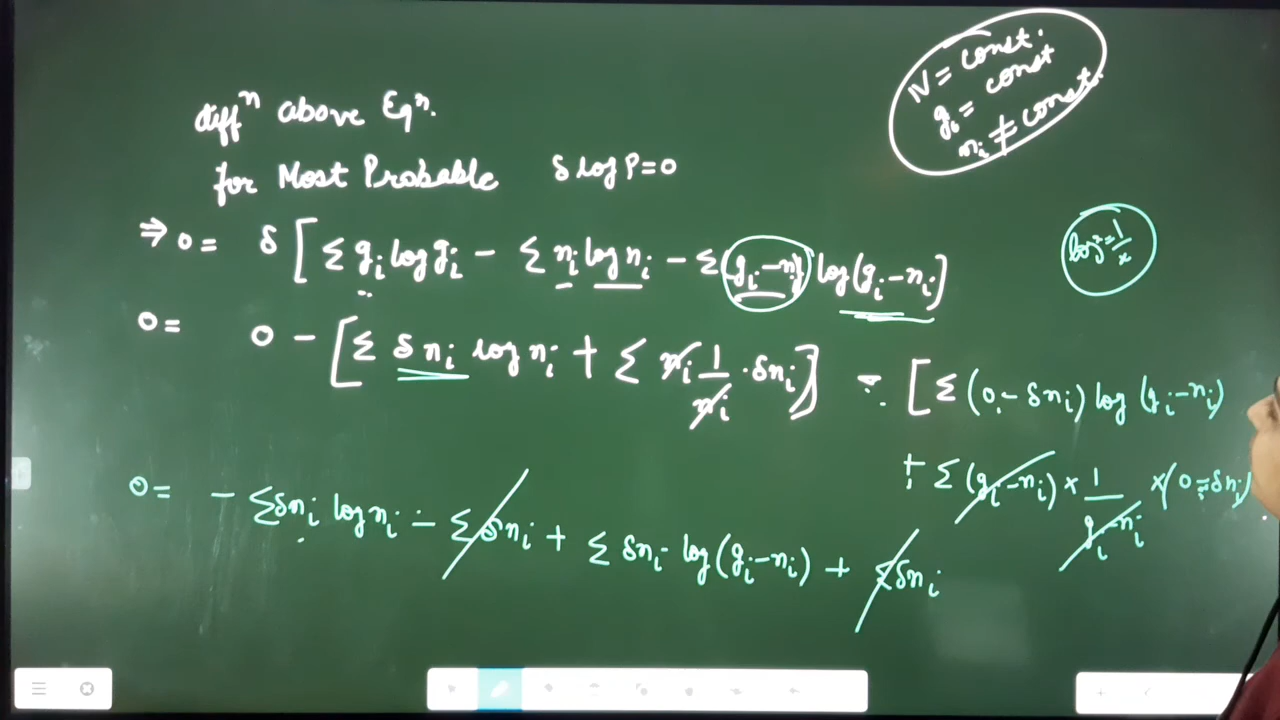 N = const.
gᵢ = const
nᵢ ≠ const.
diffⁿ above Eqⁿ.
for Most Probable δ log P = 0
⇒ 0 = δ [ Σ gᵢ log gᵢ - Σ nᵢ log nᵢ - Σ (gᵢ - nᵢ) log (gᵢ - nᵢ) ]
0 = 0 - [ Σ δnᵢ log nᵢ + Σ nᵢ 1/nᵢ · δnᵢ ] - [ Σ (0 - δnᵢ) log (gᵢ - nᵢ)
+ Σ (gᵢ - nᵢ) × 1/(gᵢ - nᵢ) × (0 - δnᵢ)
0 = - Σ δnᵢ log nᵢ - Σ δnᵢ + Σ δnᵢ log (gᵢ - nᵢ) + Σ δnᵢ